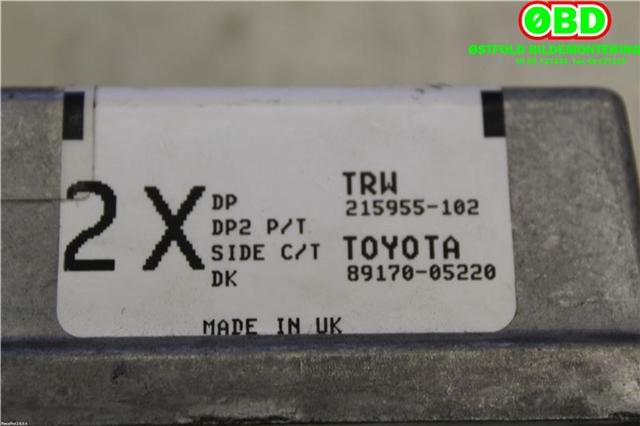 ØBD
ØSTFOLD BILDEMONTERING
2X
DP
DP2 P/T
SIDE C/T
DK
TRW
215955-102
TOYOTA
89170-05220
MADE IN UK